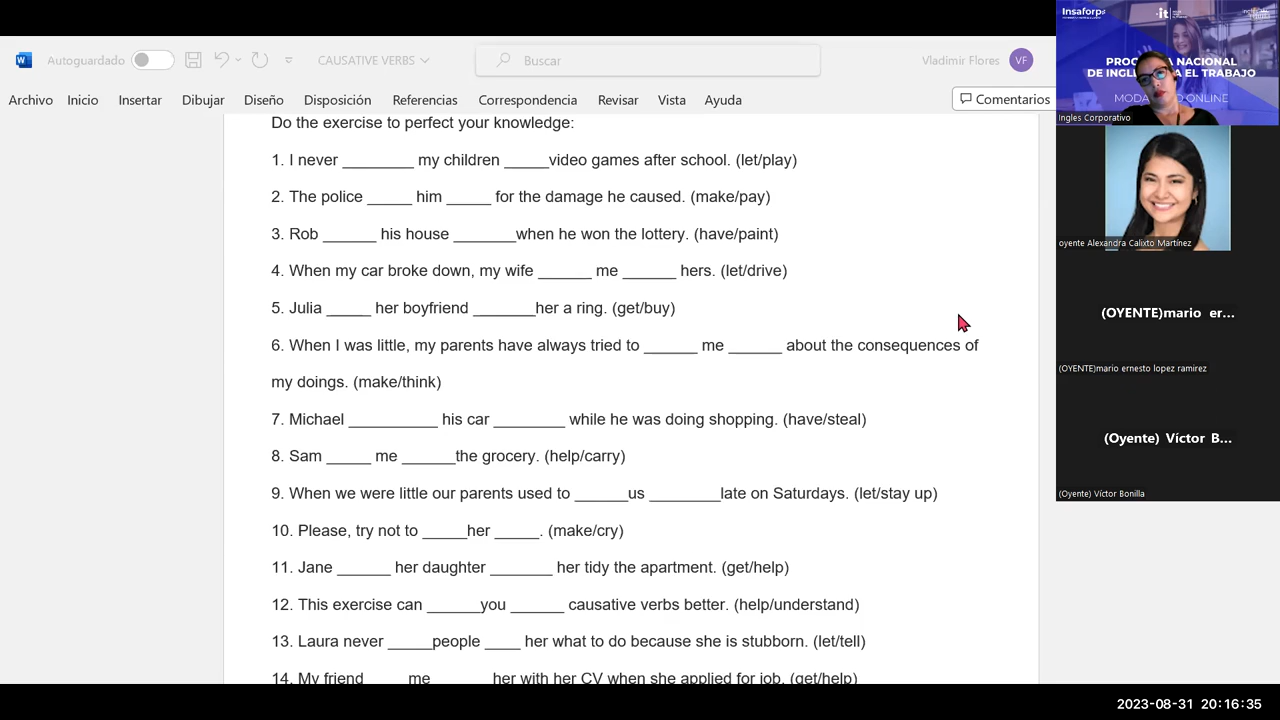 Autoguardado
CAUSATIVE VERBS
Buscar
Vladimir Flores
VF
Archivo Inicio Insertar Dibujar Diseño Disposición Referencias Correspondencia Revisar Vista Ayuda
Comentarios
Do the exercise to perfect your knowledge:
1. I never ________ my children _____video games after school. (let/play)
2. The police _____ him _____ for the damage he caused. (make/pay)
3. Rob ______ his house _______when he won the lottery. (have/paint)
4. When my car broke down, my wife ______ me ______ hers. (let/drive)
5. Julia _____ her boyfriend _______her a ring. (get/buy)
6. When I was little, my parents have always tried to ______ me ______ about the consequences of
my doings. (make/think)
7. Michael __________ his car ________ while he was doing shopping. (have/steal)
8. Sam _____ me ______the grocery. (help/carry)
9. When we were little our parents used to ______us ________late on Saturdays. (let/stay up)
10. Please, try not to _____her _____. (make/cry)
11. Jane ______ her daughter _______ her tidy the apartment. (get/help)
12. This exercise can ______you ______ causative verbs better. (help/understand)
13. Laura never _____people ____ her what to do because she is stubborn. (let/tell)
14. My friend me her with her CV when she applied for job. (get/help)
Insaforp
it
NACIONAL
EL TRABAJO
ONLINE
Ingles Corporativo
oyente Alexandra Calixto Martínez
(OYENTE)mario er...
(OYENTE)mario ernesto lopez ramirez
(Oyente) Víctor B...
(Oyente) Víctor Bonilla
2023-08-31 20:16:35